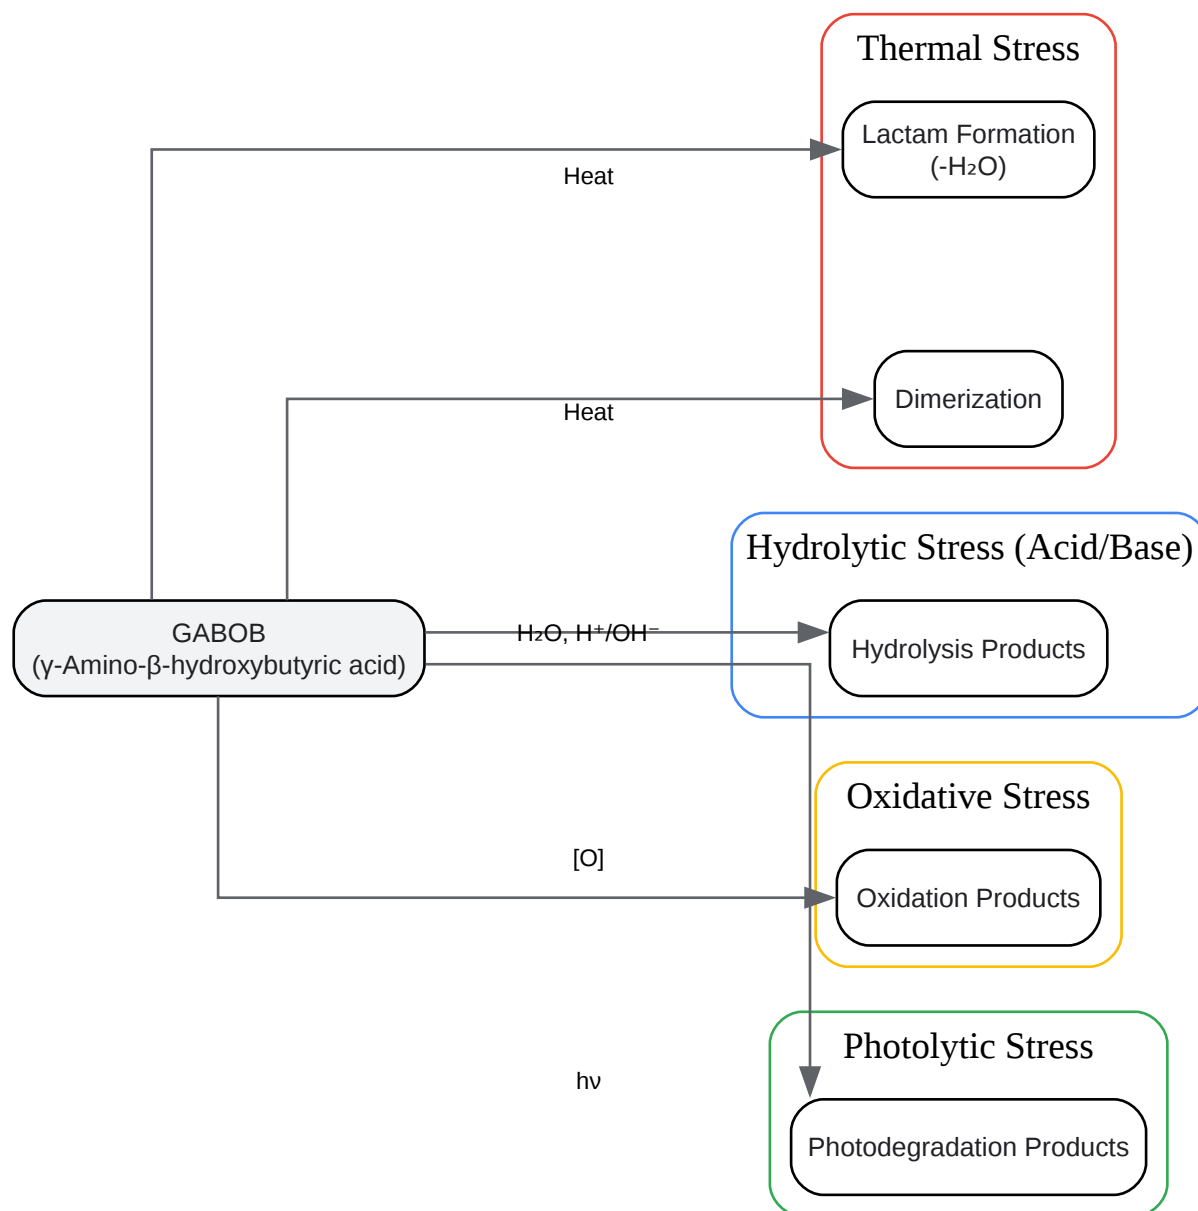 Thermal Stress
Lactam Formation
(-H₂O)
Heat
Dimerization
Heat
Hydrolytic Stress (Acid/Base)
GABOB
(γ-Amino-β-hydroxybutyric acid)
H₂O, H⁺/OH⁻
Hydrolysis Products
Oxidative Stress
[O]
Oxidation Products
Photolytic Stress
hν
Photodegradation Products